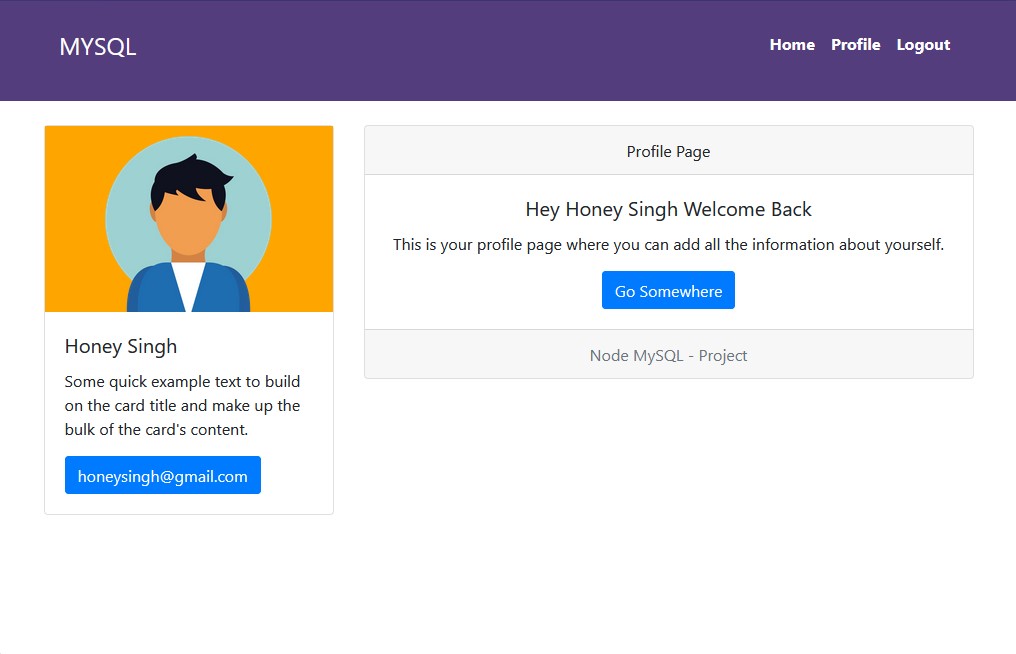 MYSQL
Home Profile Logout
Honey Singh
Some quick example text to build
on the card title and make up the
bulk of the card's content.
honeysingh@gmail.com
Profile Page
Hey Honey Singh Welcome Back
This is your profile page where you can add all the information about yourself.
Go Somewhere
Node MySQL - Project